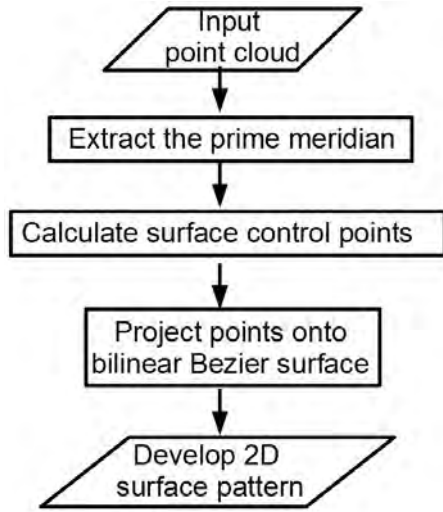 Input
point cloud
Extract the prime meridian
Calculate surface control points
Project points onto
bilinear Bezier surface
Develop 2D
surface pattern